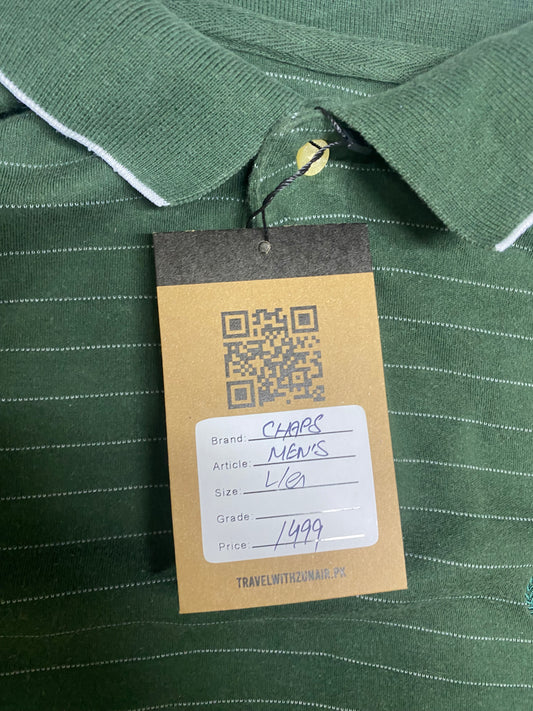 Brand: CHAPS
Article: MEN'S
Size: L/G
Grade:
Price: 1499
TRAVELWITHZUNAIR.PK